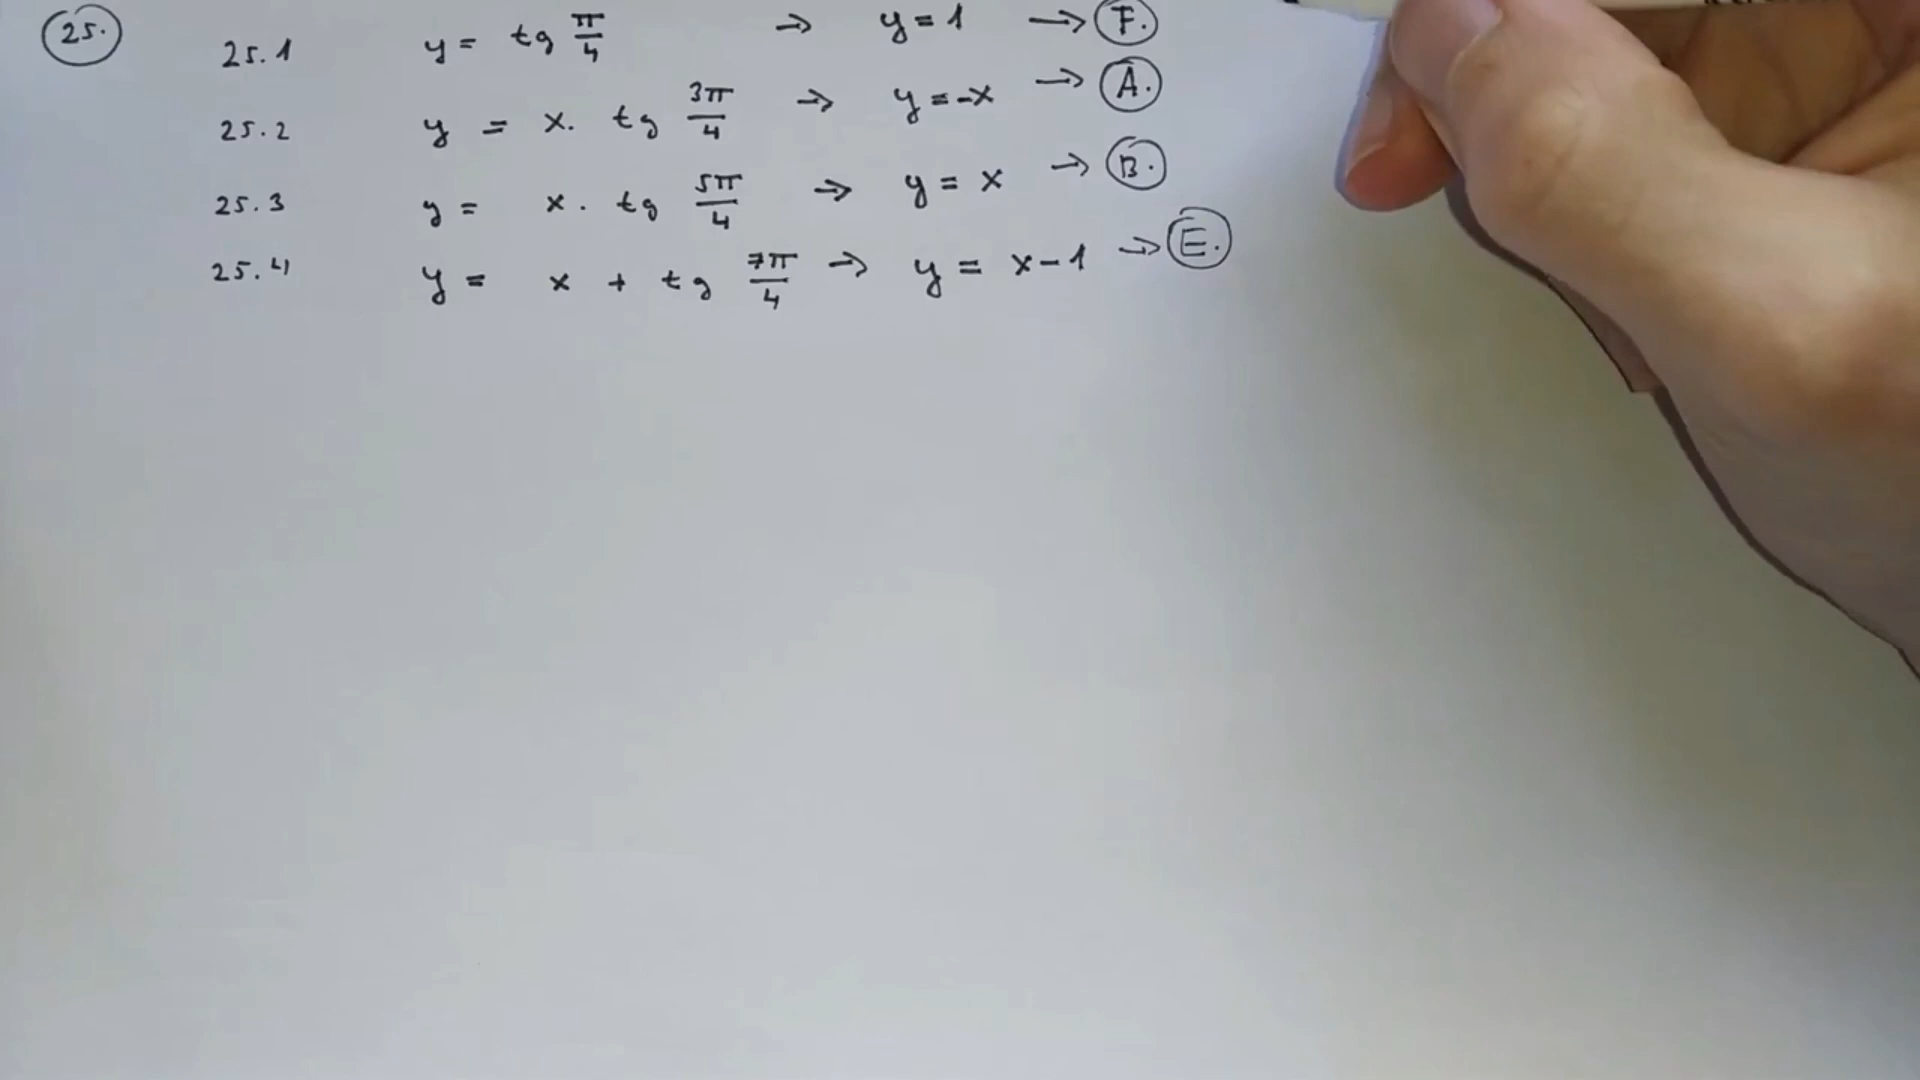 25.
25.1 y = tg π/4 → y = 1 → F.
25.2 y = x. tg 3π/4 → y = -x → A.
25.3 y = x . tg 5π/4 → y = x → B.
25.4 y = x + tg 7π/4 → y = x - 1 → E.